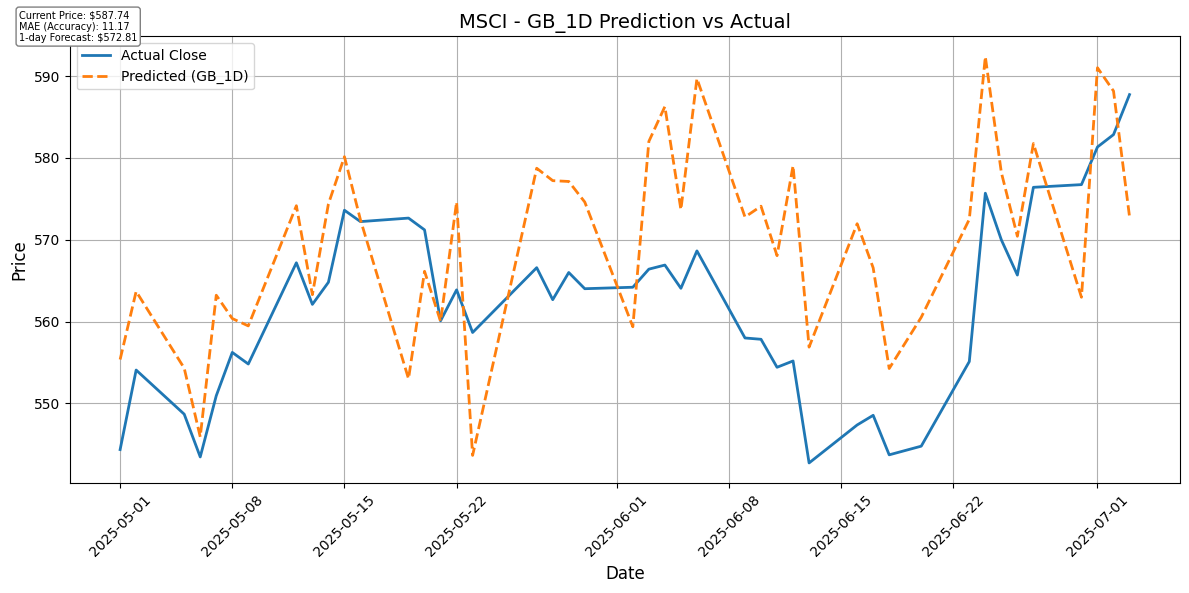 MSCI - GB_1D Prediction vs Actual
Current Price: $587.74
MAE (Accuracy): 11.17
1-day Forecast: $572.81
Actual Close
Predicted (GB_1D)
Price
590
580
570
560
550
2025-05-01
2025-05-08
2025-05-15
2025-05-22
2025-06-01
2025-06-08
2025-06-15
2025-06-22
2025-07-01
Date